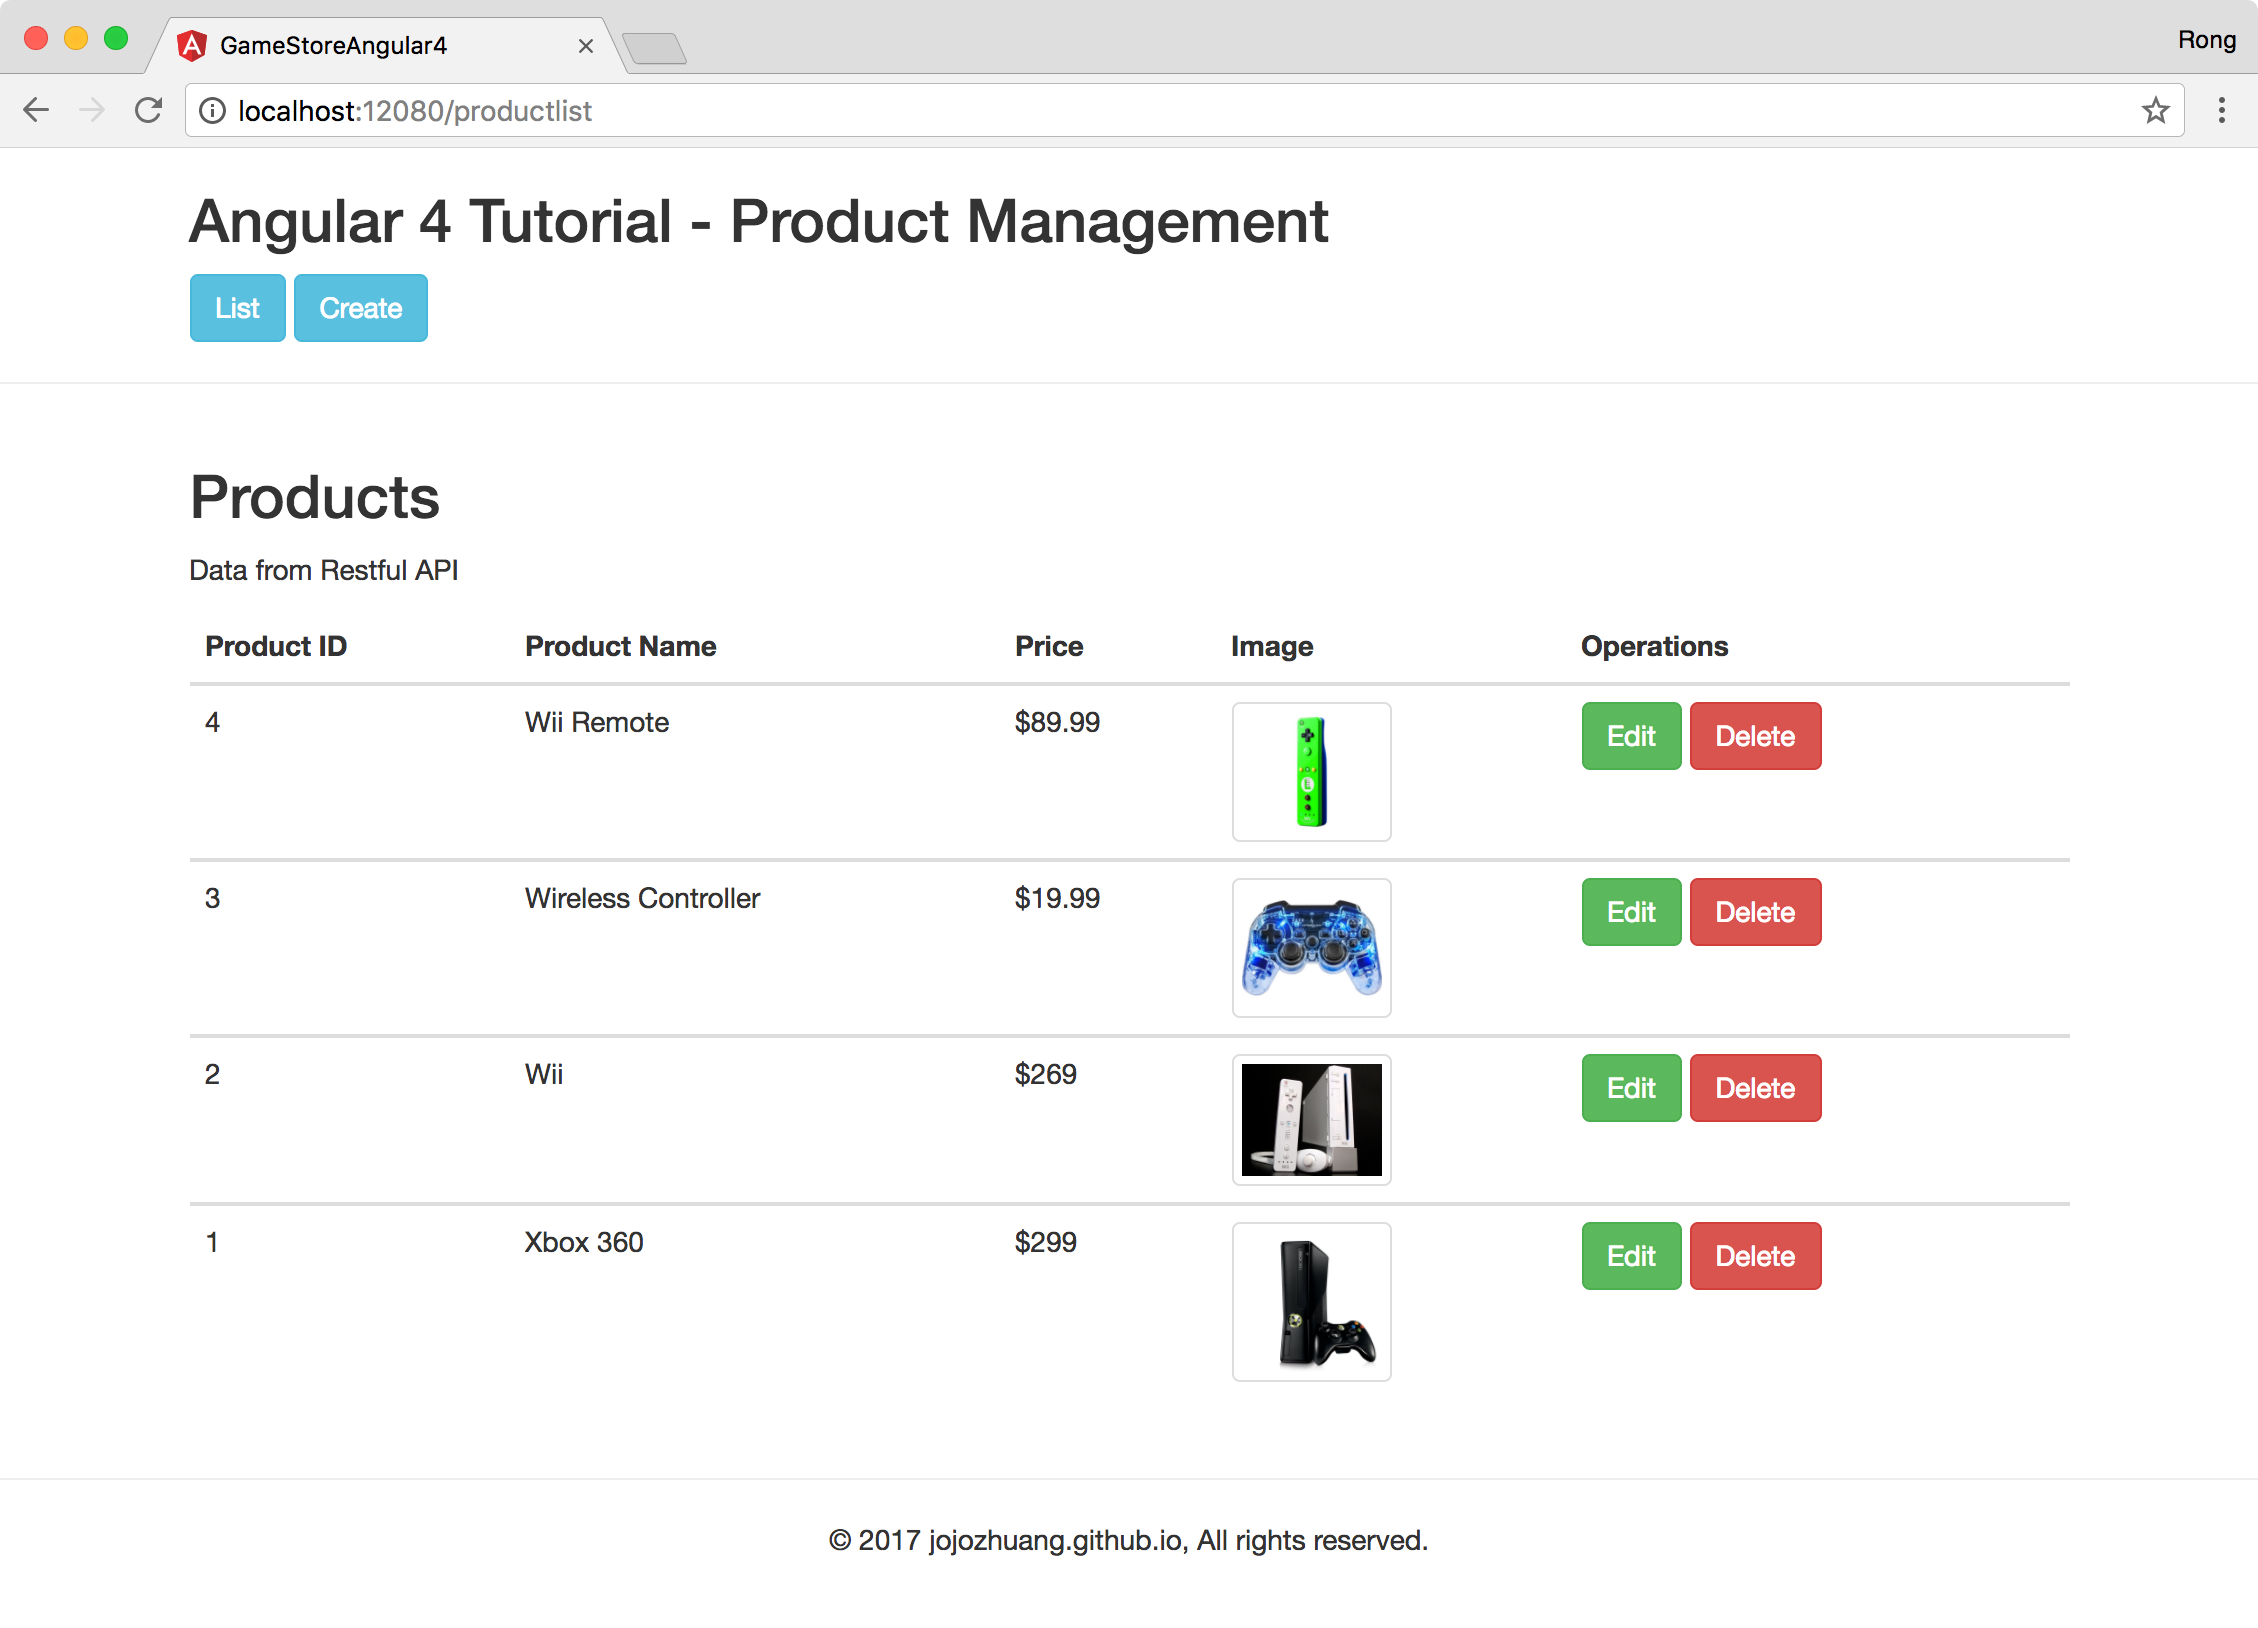 GameStoreAngular4
Rong
localhost:12080/productlist
Angular 4 Tutorial - Product Management
List Create
Products
Data from Restful API
Product ID Product Name Price Image Operations
4 Wii Remote $89.99 Edit Delete
3 Wireless Controller $19.99 Edit Delete
2 Wii $269 Edit Delete
1 Xbox 360 $299 Edit Delete
© 2017 jojozhuang.github.io, All rights reserved.